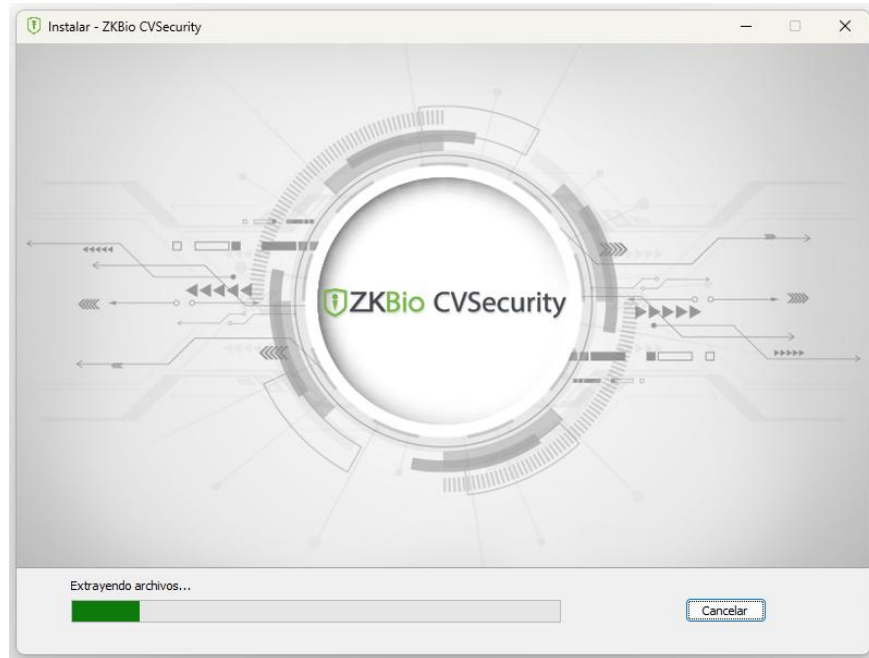 Instalar - ZKBio CVSecurity
ZKBio CVSecurity
Extrayendo archivos...
Cancelar